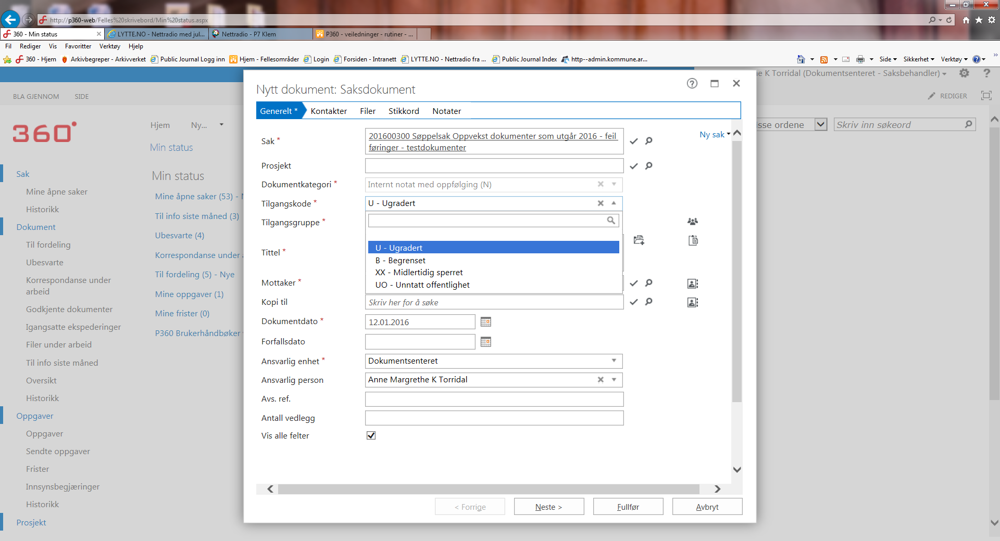 http://p360-web/Felles%20skrivebord/Min%20status.aspx
360 - Min status
LYTTE.NO - Nettradio med jul...
Nettradio - P7 Klem
P360 - veiledninger - rutiner - ...
Fil Rediger Vis Favoritter Verktøy Hjelp
360 - Hjem Arkivbegreper - Arkivverket Public Journal Logg inn Hjem - Fellesområder Login Forsiden - Intranett LYTTE.NO - Nettradio fra ... Public Journal Index http--admin.kommune.ar... Side Sikkerhet Verktøy
e K Torridal (Dokumentsenteret - Saksbehandler)
BLA GJENNOM SIDE
REDIGER
360°
Hjem Ny...
Min status
sse ordene
Skriv inn søkeord
Sak
Mine åpne saker
Historikk
Dokument
Til fordeling
Ubesvarte
Korrespondanse under
arbeid
Godkjente dokumenter
Igangsatte ekspederinger
Filer under arbeid
Til info siste måned
Oversikt
Historikk
Oppgaver
Oppgaver
Sendte oppgaver
Frister
Innsynsbegjæringer
Historikk
Prosjekt
Min status
Mine åpne saker (53) -
Til info siste måned (3)
Ubesvarte (4)
Korrespondanse under
Til fordeling (5) - Nye
Mine oppgaver (1)
Mine frister (0)
P360 Brukerhåndbøker
Nytt dokument: Saksdokument
Generelt * Kontakter Filer Stikkord Notater
Ny sak
Sak *
201600300 Søppelsak Oppvekst dokumenter som utgår 2016 - feil
føringer - testdokumenter
Prosjekt
Dokumentkategori * Internt notat med oppfølging (N)
Tilgangskode * U - Ugradert
Tilgangsgruppe *
U - Ugradert
B - Begrenset
XX - Midlertidig sperret
UO - Unntatt offentlighet
Tittel *
Mottaker *
Kopi til Skriv her for å søke
Dokumentdato * 12.01.2016
Forfallsdato
Ansvarlig enhet * Dokumentsenteret
Ansvarlig person Anne Margrethe K Torridal
Avs. ref.
Antall vedlegg
Vis alle felter
< Forrige Neste > Fullfør Avbryt